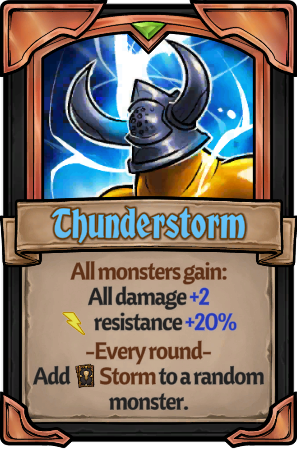 Thunderstorm
All monsters gain:
All damage +2
resistance +20%
-Every round-
Add Storm to a random
monster.